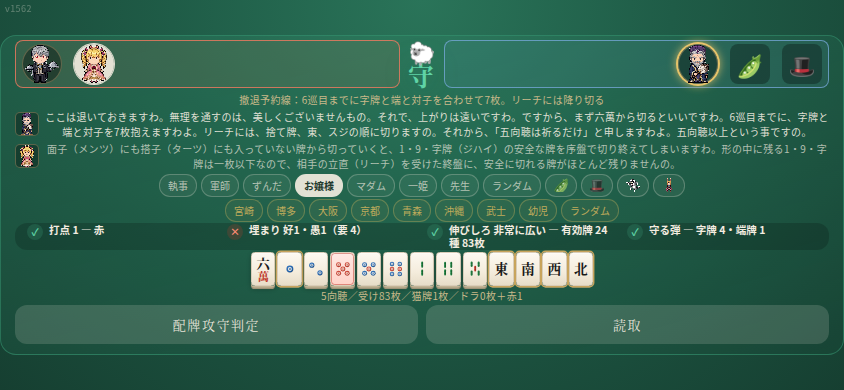 v1562
守
撤退予約線：6巡目までに字牌と端と対子を合わせて7枚。リーチには降り切る
ここは退いておきますわ。無理を通すのは、美しくございませんもの。それで、上がりは遠いですわ。ですから、まず六萬から切るといいですわ。6巡目までに、字牌と
端と対子を7枚抱えますわよ。リーチには、捨て牌、東、スジの順に切りますの。それから、「五向聴は祈るだけ」と申しますわよ。五向聴以上という事ですの。
面子（メンツ）にも搭子（ターツ）にも入っていない牌から切っていくと、1・9・字牌（ジハイ）の安全な牌を序盤で切り終えてしまいますわ。形の中に残る1・9・字
牌は一枚以下なので、相手の立直（リーチ）を受けた終盤に、安全に切れる牌がほとんど残りませんの。
執事 軍師 ずんだ お嬢様 マダム 一姫 先生 ランダム
宮崎 博多 大阪 京都 青森 沖縄 武士 幼児 ランダム
✓ 打点 1 — 赤 ✕ 埋まり 好1・愚1（要 4） ✓ 伸びしろ 非常に広い — 有効牌 24 ✓ 守る弾 — 字牌 4・端牌 1
種 83枚
六萬 東 南 西 北
5向聴／受け83枚／猫牌1枚／ドラ0枚＋赤1
配牌攻守判定 読取